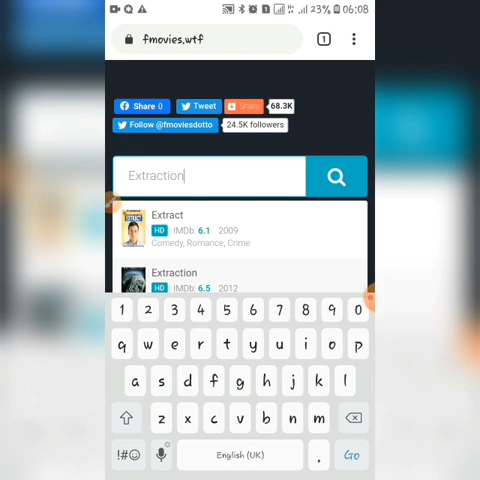 23% 06:08
fmovies.wtf 1
Share 0 Tweet Share 68.3K
Follow @fmoviesdotto 24.5K followers
Extraction
Extract
HD IMDb: 6.1 2009
Comedy, Romance, Crime
Extraction
HD IMDb: 6.5 2012
1 2 3 4 5 6 7 8 9 0
q w e r t y u i o p
a s d f g h j k l
z x c v b n m
!#☺ English (UK) . Go